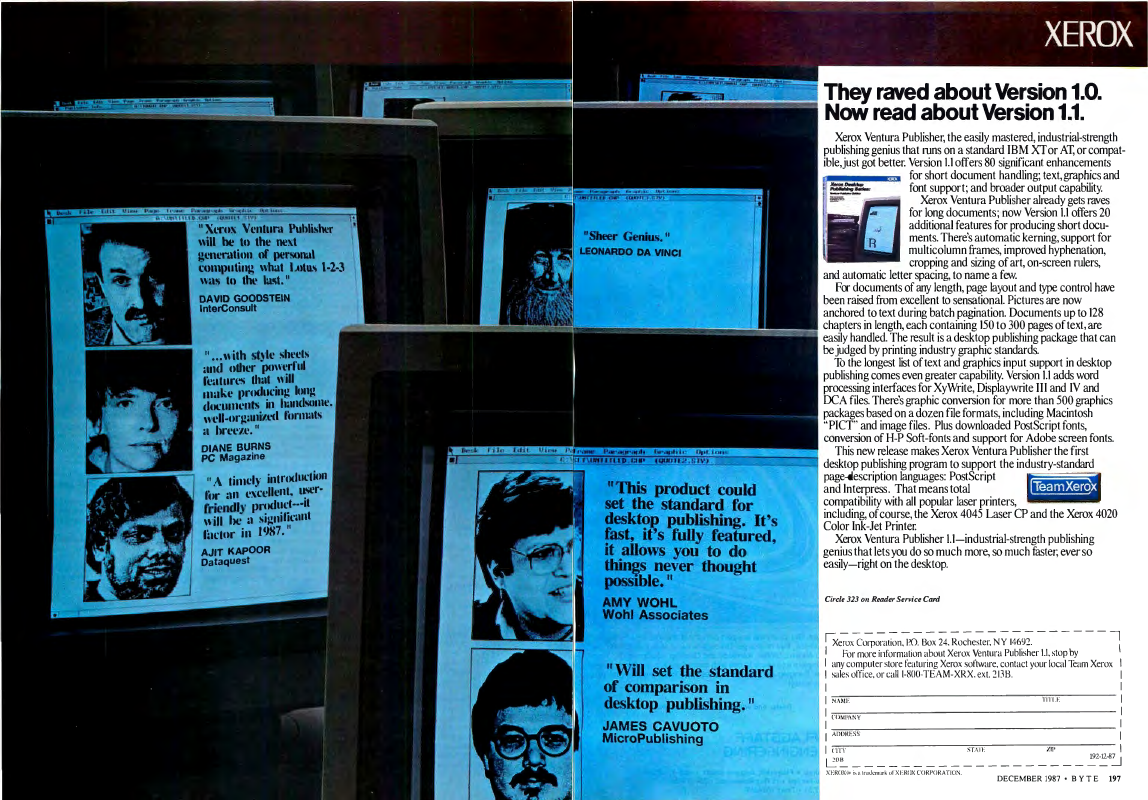 XEROX
They raved about Version 1.0.
Now read about Version 1.1.
Xerox Ventura Publisher, the easily mastered, industrial-strength
publishing genius that runs on a standard IBM XT or AT, or compat-
ible, just got better. Version 1.1 offers 80 significant enhancements
for short document handling; text, graphics and
font support; and broader output capability.
Xerox Ventura Publisher already gets raves
for long documents; now Version 1.1 offers 20
additional features for producing short docu-
ments. There's automatic kerning, support for
multicolumn frames, improved hyphenation,
cropping and sizing of art, on-screen rulers,
and automatic letter spacing, to name a few.
For documents of any length, page layout and type control have
been raised from excellent to sensational. Pictures are now
anchored to text during batch pagination. Documents up to 128
chapters in length, each containing 150 to 300 pages of text, are
easily handled. The result is a desktop publishing package that can
be judged by printing industry graphic standards.
To the longest list of text and graphics input support in desktop
publishing comes even greater capability. Version 1.1 adds word
processing interfaces for XyWrite, Displaywrite III and IV and
DCA files. There's graphic conversion for more than 500 graphics
packages based on a dozen file formats, including Macintosh
"PICT" and image files. Plus downloaded PostScript fonts,
conversion of H-P Soft-fonts and support for Adobe screen fonts.
This new release makes Xerox Ventura Publisher the first
desktop publishing program to support the industry-standard
page-description languages: PostScript
and Interpress. That means total
compatibility with all popular laser printers,
including, of course, the Xerox 4045 Laser CP and the Xerox 4020
Color Ink-Jet Printer.
Xerox Ventura Publisher 1.1—industrial-strength publishing
genius that lets you do so much more, so much faster, ever so
easily—right on the desktop.
Team Xerox
Circle 323 on Reader Service Card
Xerox Corporation, P.O. Box 24, Rochester, NY 14692.
For more information about Xerox Ventura Publisher 1.1, stop by
any computer store featuring Xerox software, contact your local Team Xerox
sales office, or call 1-800-TEAM-XRX, ext. 213B.
NAME TITLE
COMPANY
ADDRESS
CITY STATE ZIP
213B 192-12-87
XEROX® is a trademark of XEROX CORPORATION.
DECEMBER 1987 • BYTE 197
Desk File Edit View Page Frame Paragraph Graphic Options
"Xerox Ventura Publisher
will be to the next
generation of personal
computing what Lotus 1-2-3
was to the last."
DAVID GOODSTEIN
InterConsult
"...with style sheets
and other powerful
features that will
make producing long
documents in handsome,
well-organized formats
a breeze."
DIANE BURNS
PC Magazine
"A timely introduction
for an excellent, user-
friendly product---it
will be a significant
factor in 1987."
AJIT KAPOOR
Dataquest
"Sheer Genius."
LEONARDO DA VINCI
Desk File Edit View Frame Paragraph Graphic Options
"This product could
set the standard for
desktop publishing. It's
fast, it's fully featured,
it allows you to do
things never thought
possible."
AMY WOHL
Wohl Associates
"Will set the standard
of comparison in
desktop publishing."
JAMES CAVUOTO
MicroPublishing